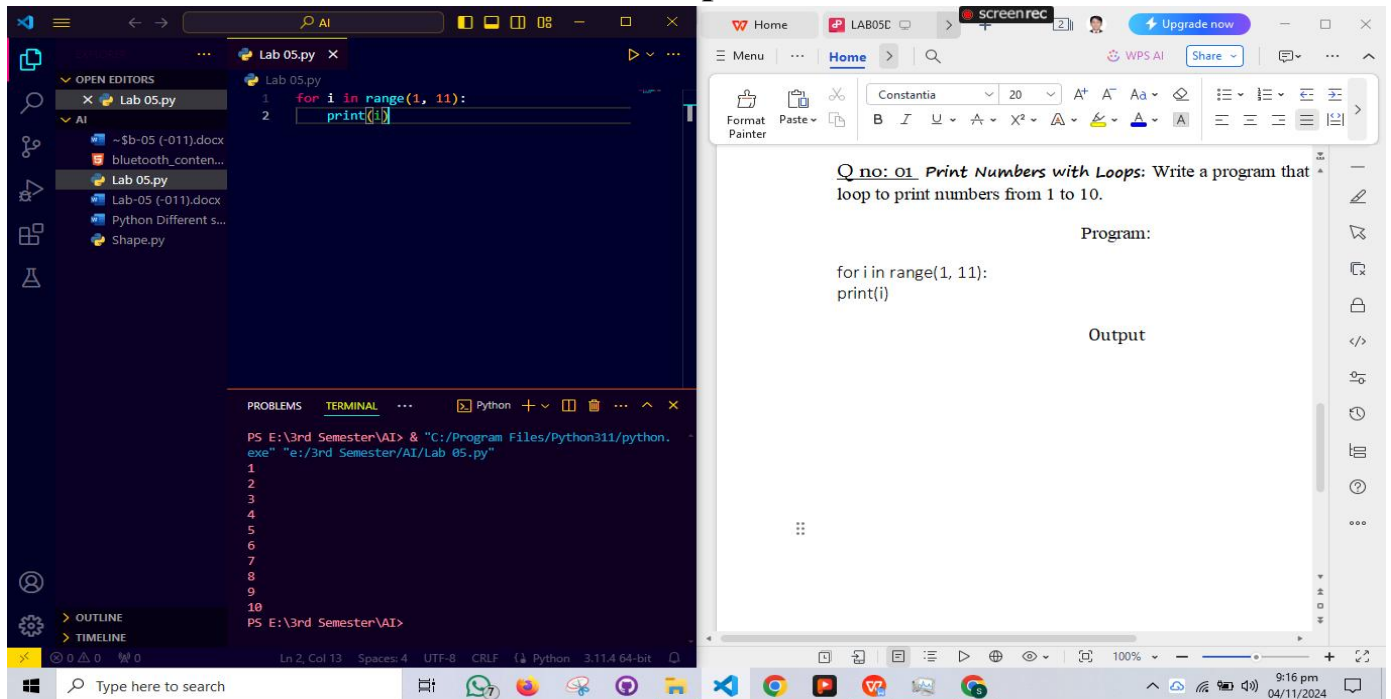 AI
Lab 05.py
OPEN EDITORS
Lab 05.py
AI
~$b-05 (-011).docx
bluetooth_conten...
Lab 05.py
Lab-05 (-011).docx
Python Different s...
Shape.py
OUTLINE
TIMELINE
Lab 05.py
1 for i in range(1, 11):
2 print(i)
PROBLEMS TERMINAL ... Python
PS E:\3rd Semester\AI> & "C:/Program Files/Python311/python.
exe" "e:/3rd Semester/AI/Lab 05.py"
1
2
3
4
5
6
7
8
9
10
PS E:\3rd Semester\AI>
0 0 0 Ln 2, Col 13 Spaces: 4 UTF-8 CRLF Python 3.11.4 64-bit
Home LAB05D screenrec 2 Upgrade now
Menu ... Home WPS AI Share ...
Format
Painter
Paste
Constantia 20 A+ A- Aa
B I U A X² A A A
Q no: 01 Print Numbers with Loops: Write a program that
loop to print numbers from 1 to 10.
Program:
for i in range(1, 11):
print(i)
Output
100%
Type here to search
9:16 pm
04/11/2024